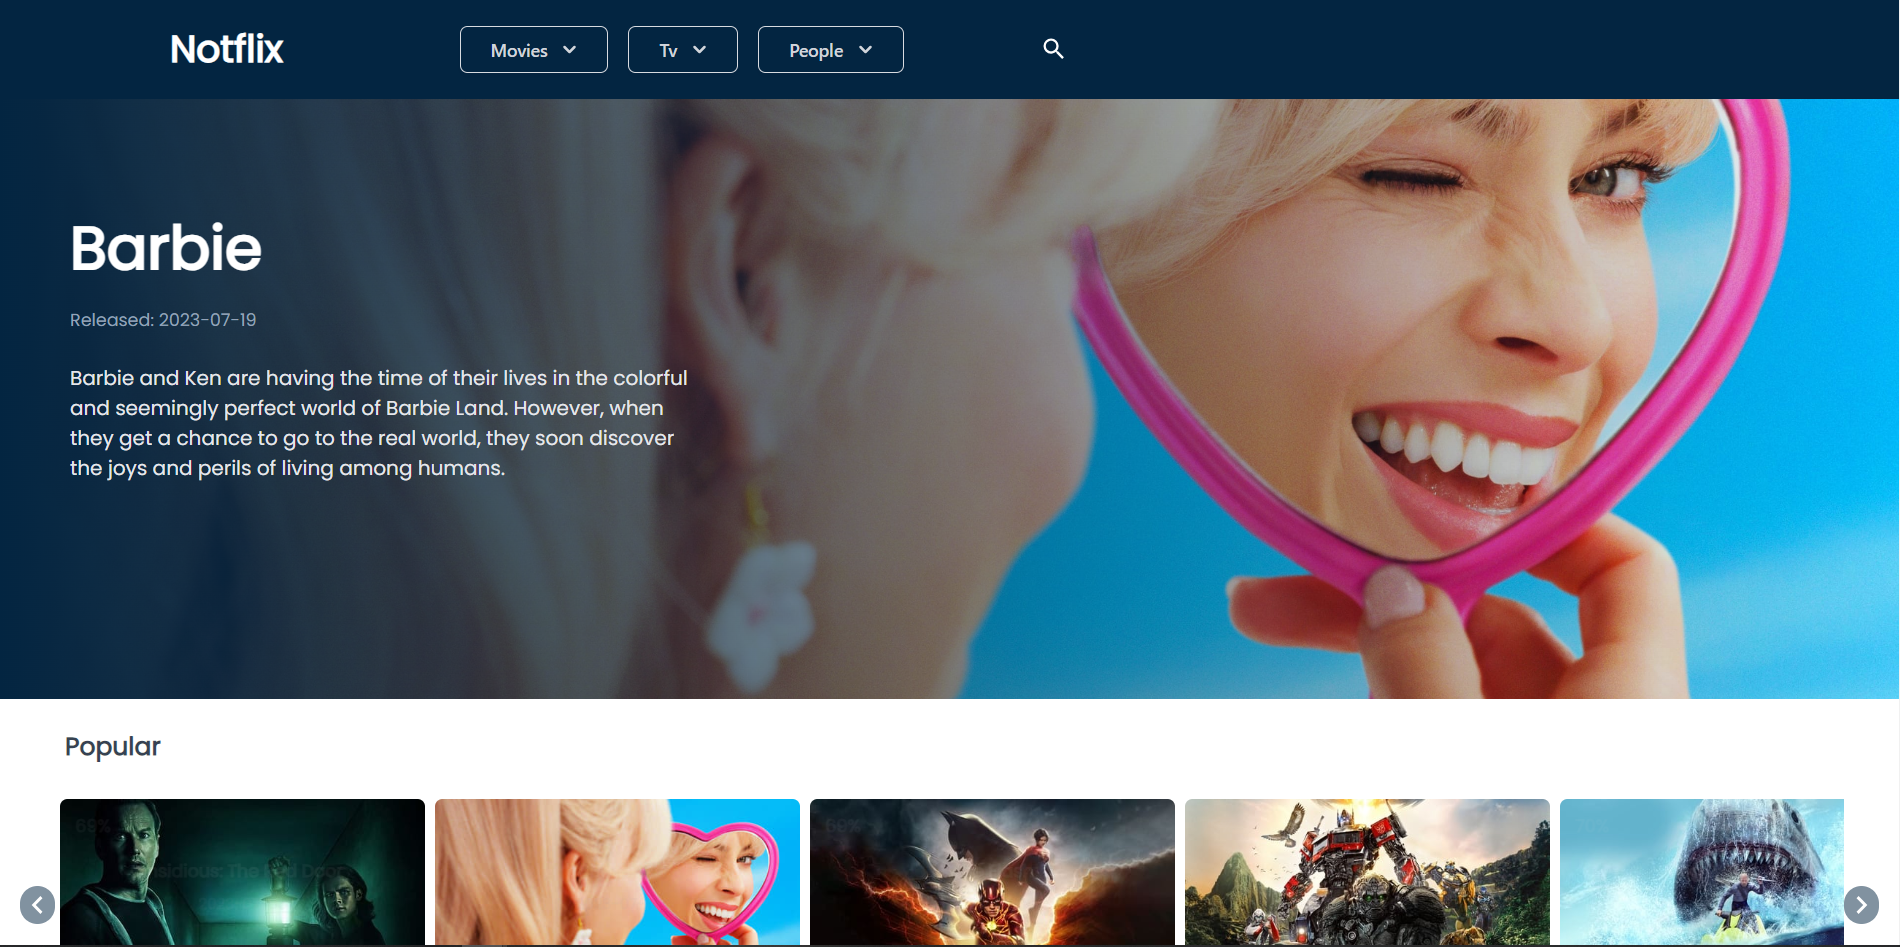 Notflix
Movies
Tv
People
Barbie
Released: 2023-07-19
Barbie and Ken are having the time of their lives in the colorful
and seemingly perfect world of Barbie Land. However, when
they get a chance to go to the real world, they soon discover
the joys and perils of living among humans.
Popular
69%
Insidious: The Red Door
69%